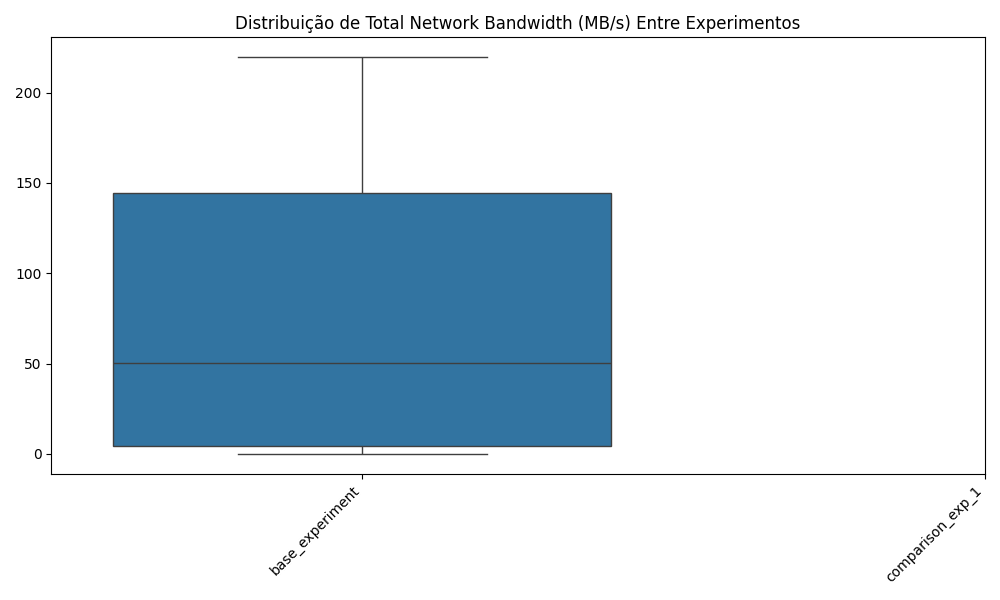 Distribuição de Total Network Bandwidth (MB/s) Entre Experimentos
200
150
100
50
0
base_experiment
comparison_exp_1